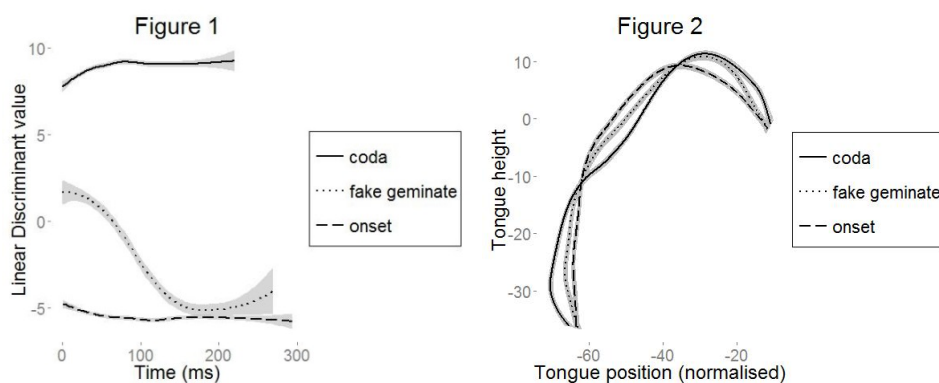 Figure 1
10
5
0
-5
0
100
200
300
Linear Discriminant value
Time (ms)
coda
fake geminate
onset
Figure 2
10
0
-10
-20
-30
-60
-40
-20
Tongue height
Tongue position (normalised)
coda
fake geminate
onset